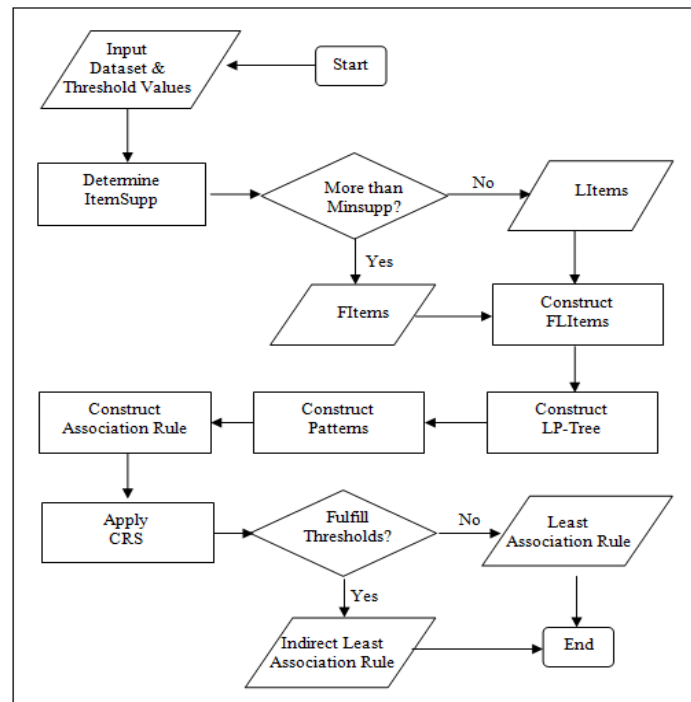 Start
Input
Dataset &
Threshold Values
Determine
ItemSupp
More than
Minsupp?
No
LItems
Yes
FItems
Construct
FLItems
Construct
LP-Tree
Construct
Patterns
Construct
Association Rule
Apply
CRS
Fulfill
Thresholds?
No
Least
Association Rule
Yes
Indirect Least
Association Rule
End